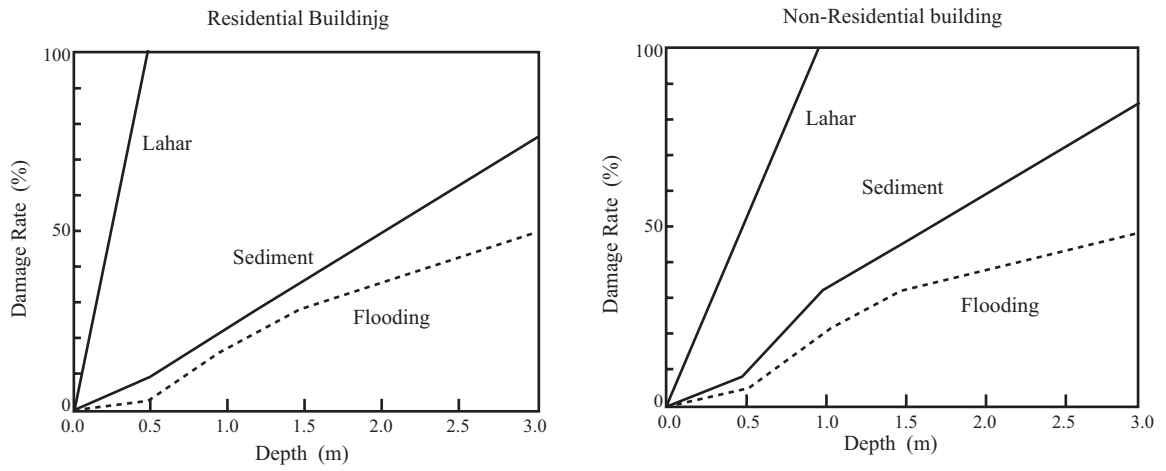 Residential Buildinjg
100
50
0
Damage Rate (%)
Lahar
Sediment
Flooding
0.0 0.5 1.0 1.5 2.0 2.5 3.0
Depth (m)
Non-Residential building
100
50
0
Damage Rate (%)
Lahar
Sediment
Flooding
0.0 0.5 1.0 1.5 2.0 2.5 3.0
Depth (m)